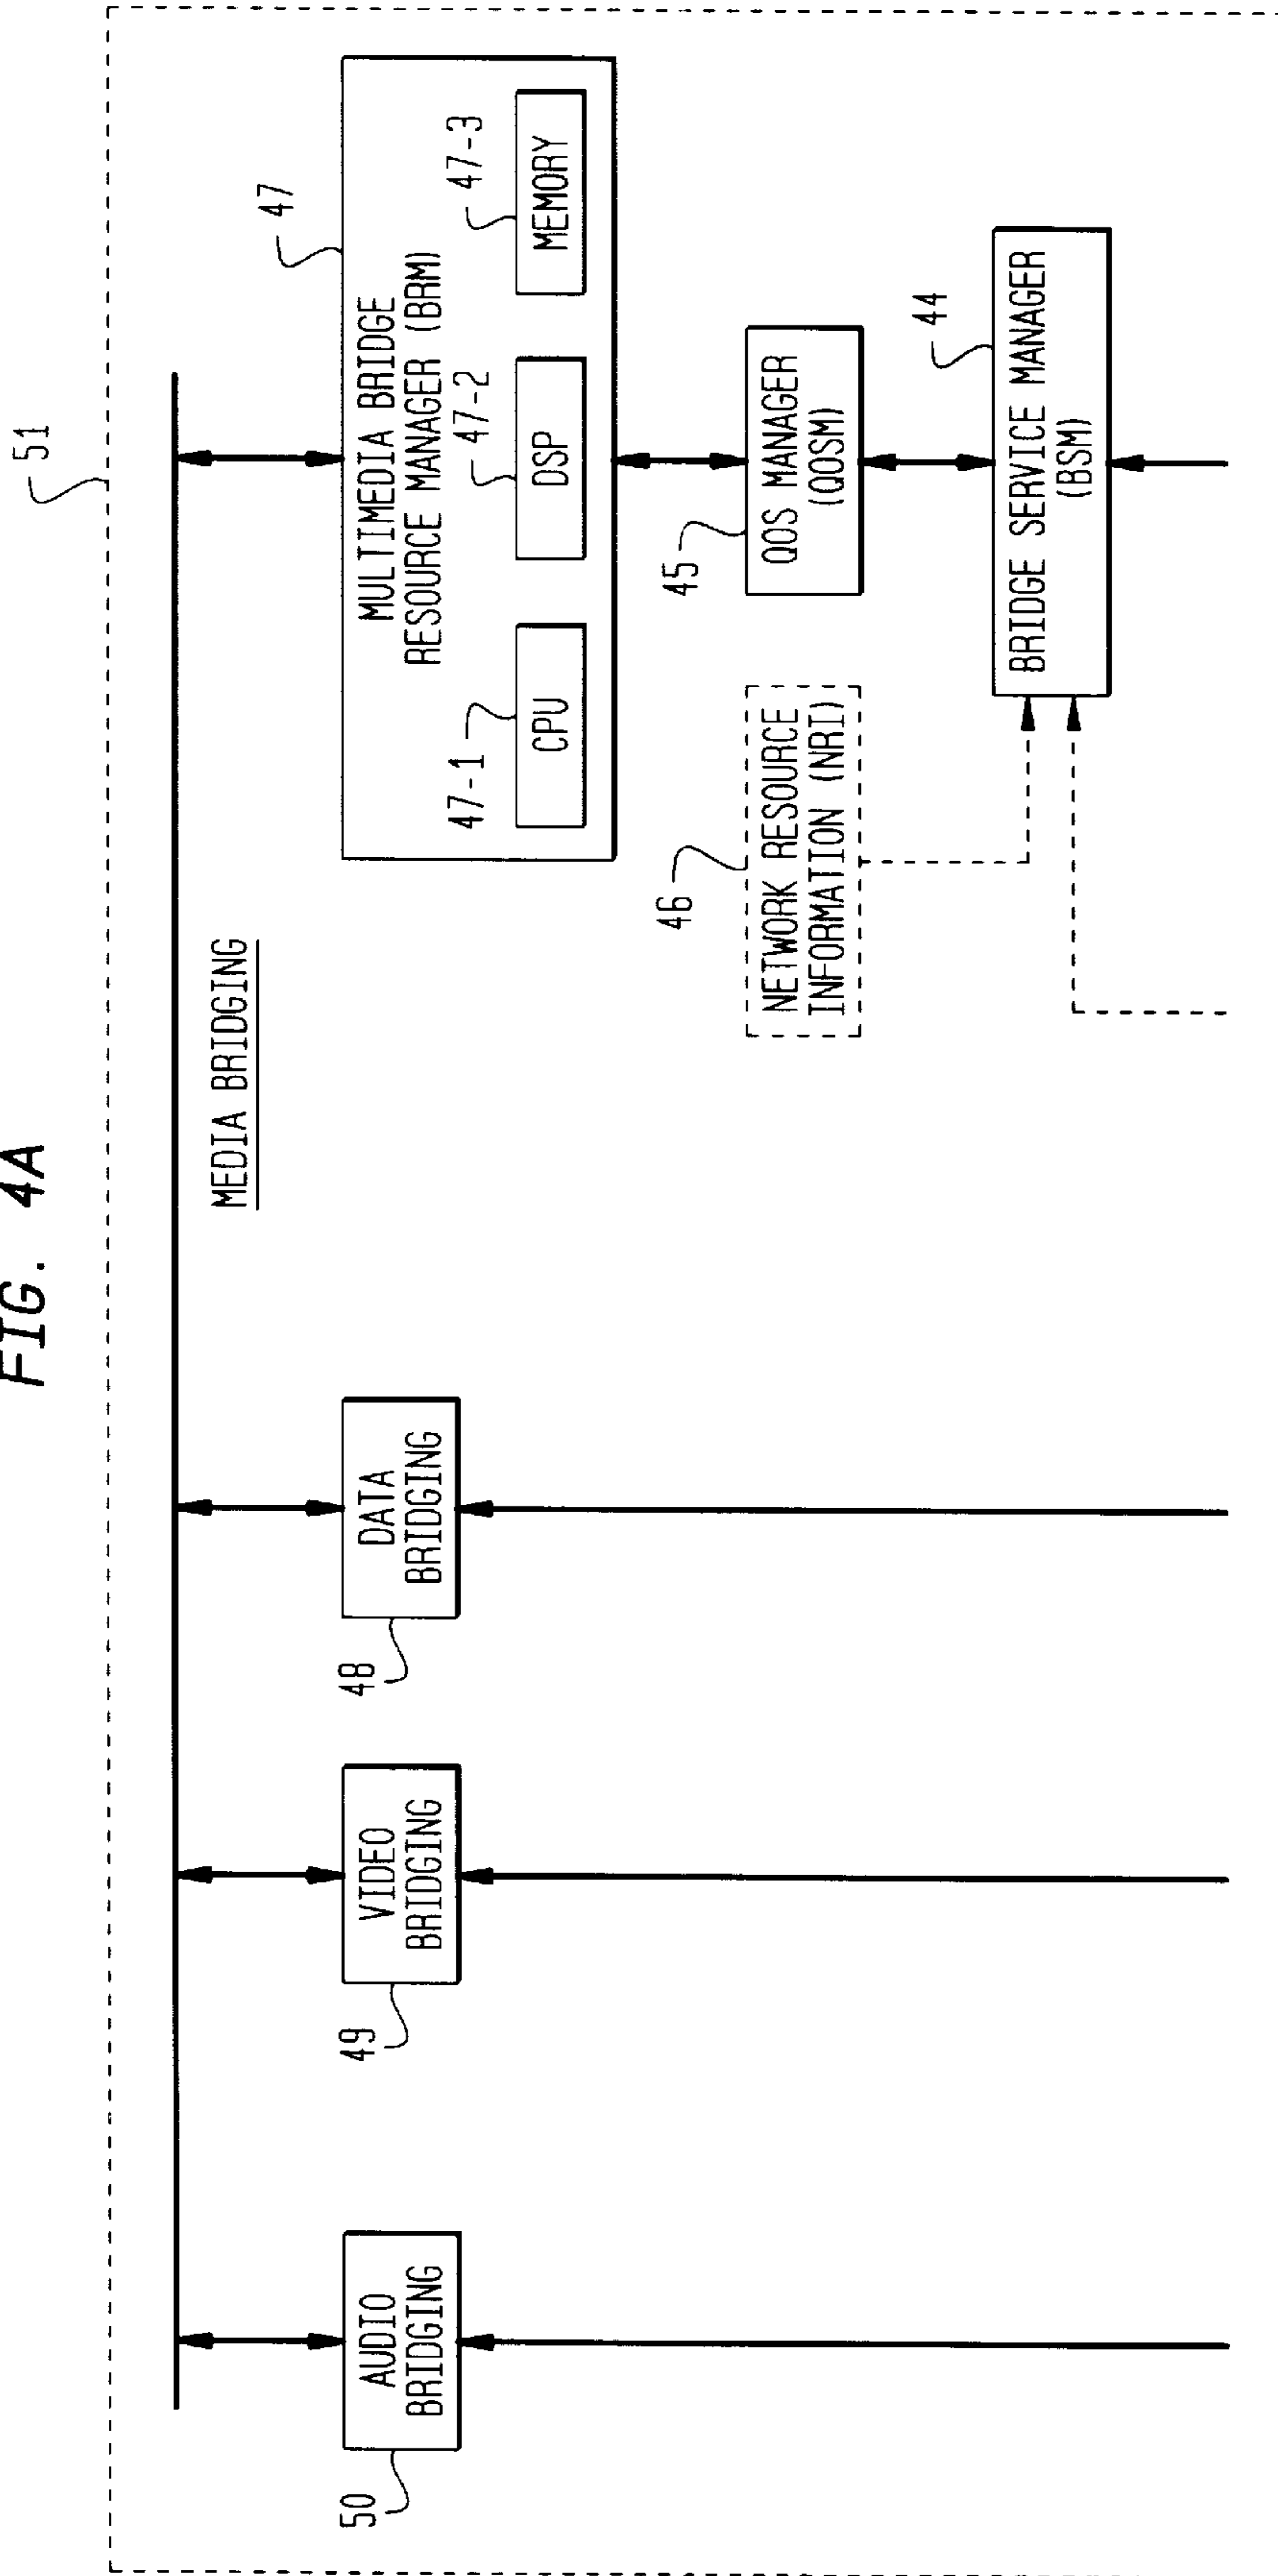 FIG. 4A
51
MEDIA BRIDGING
47
MULTIMEDIA BRIDGE
RESOURCE MANAGER (BRM)
47-1
47-2
47-3
CPU
DSP
MEMORY
50
AUDIO
BRIDGING
49
VIDEO
BRIDGING
48
DATA
BRIDGING
46
NETWORK RESOURCE
INFORMATION (NRI)
45
QOS MANAGER
(QOSM)
44
BRIDGE SERVICE MANAGER
(BSM)